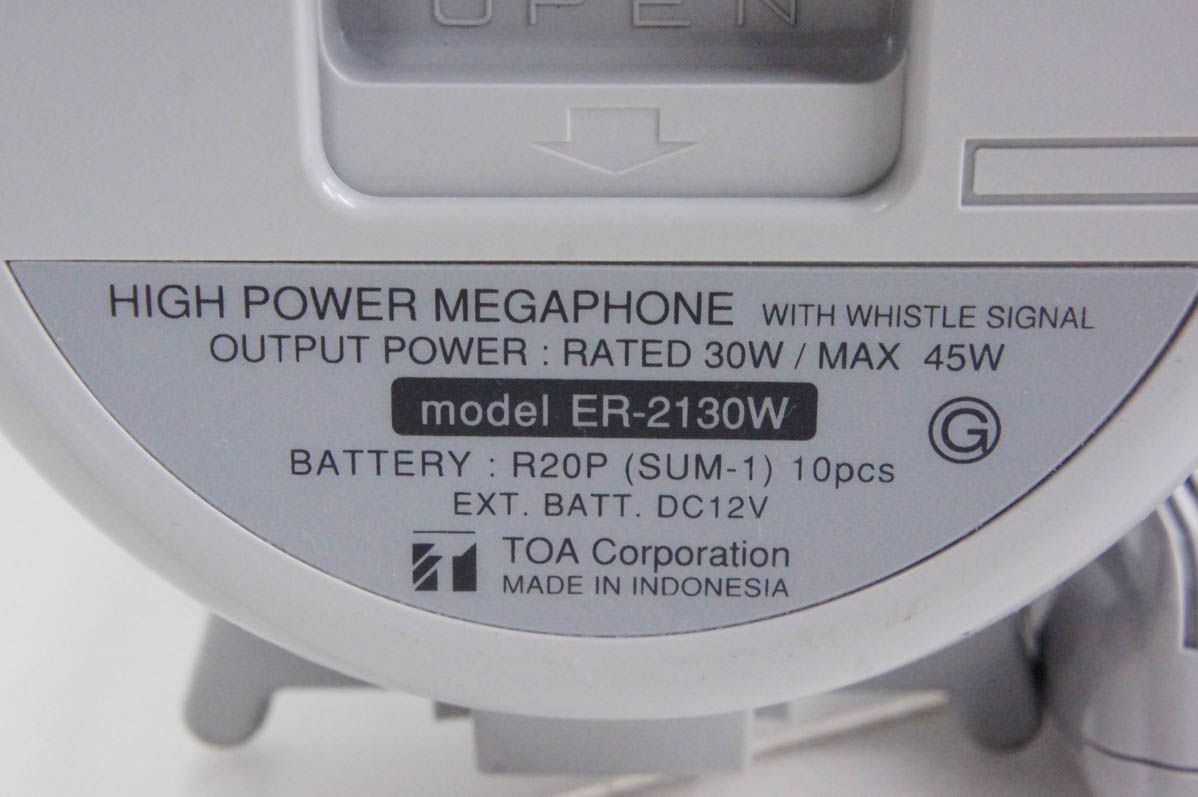 OPEN
HIGH POWER MEGAPHONE WITH WHISTLE SIGNAL
OUTPUT POWER : RATED 30W / MAX 45W
model ER-2130W
G
BATTERY : R20P (SUM-1) 10pcs
EXT. BATT. DC12V
TOA Corporation
MADE IN INDONESIA